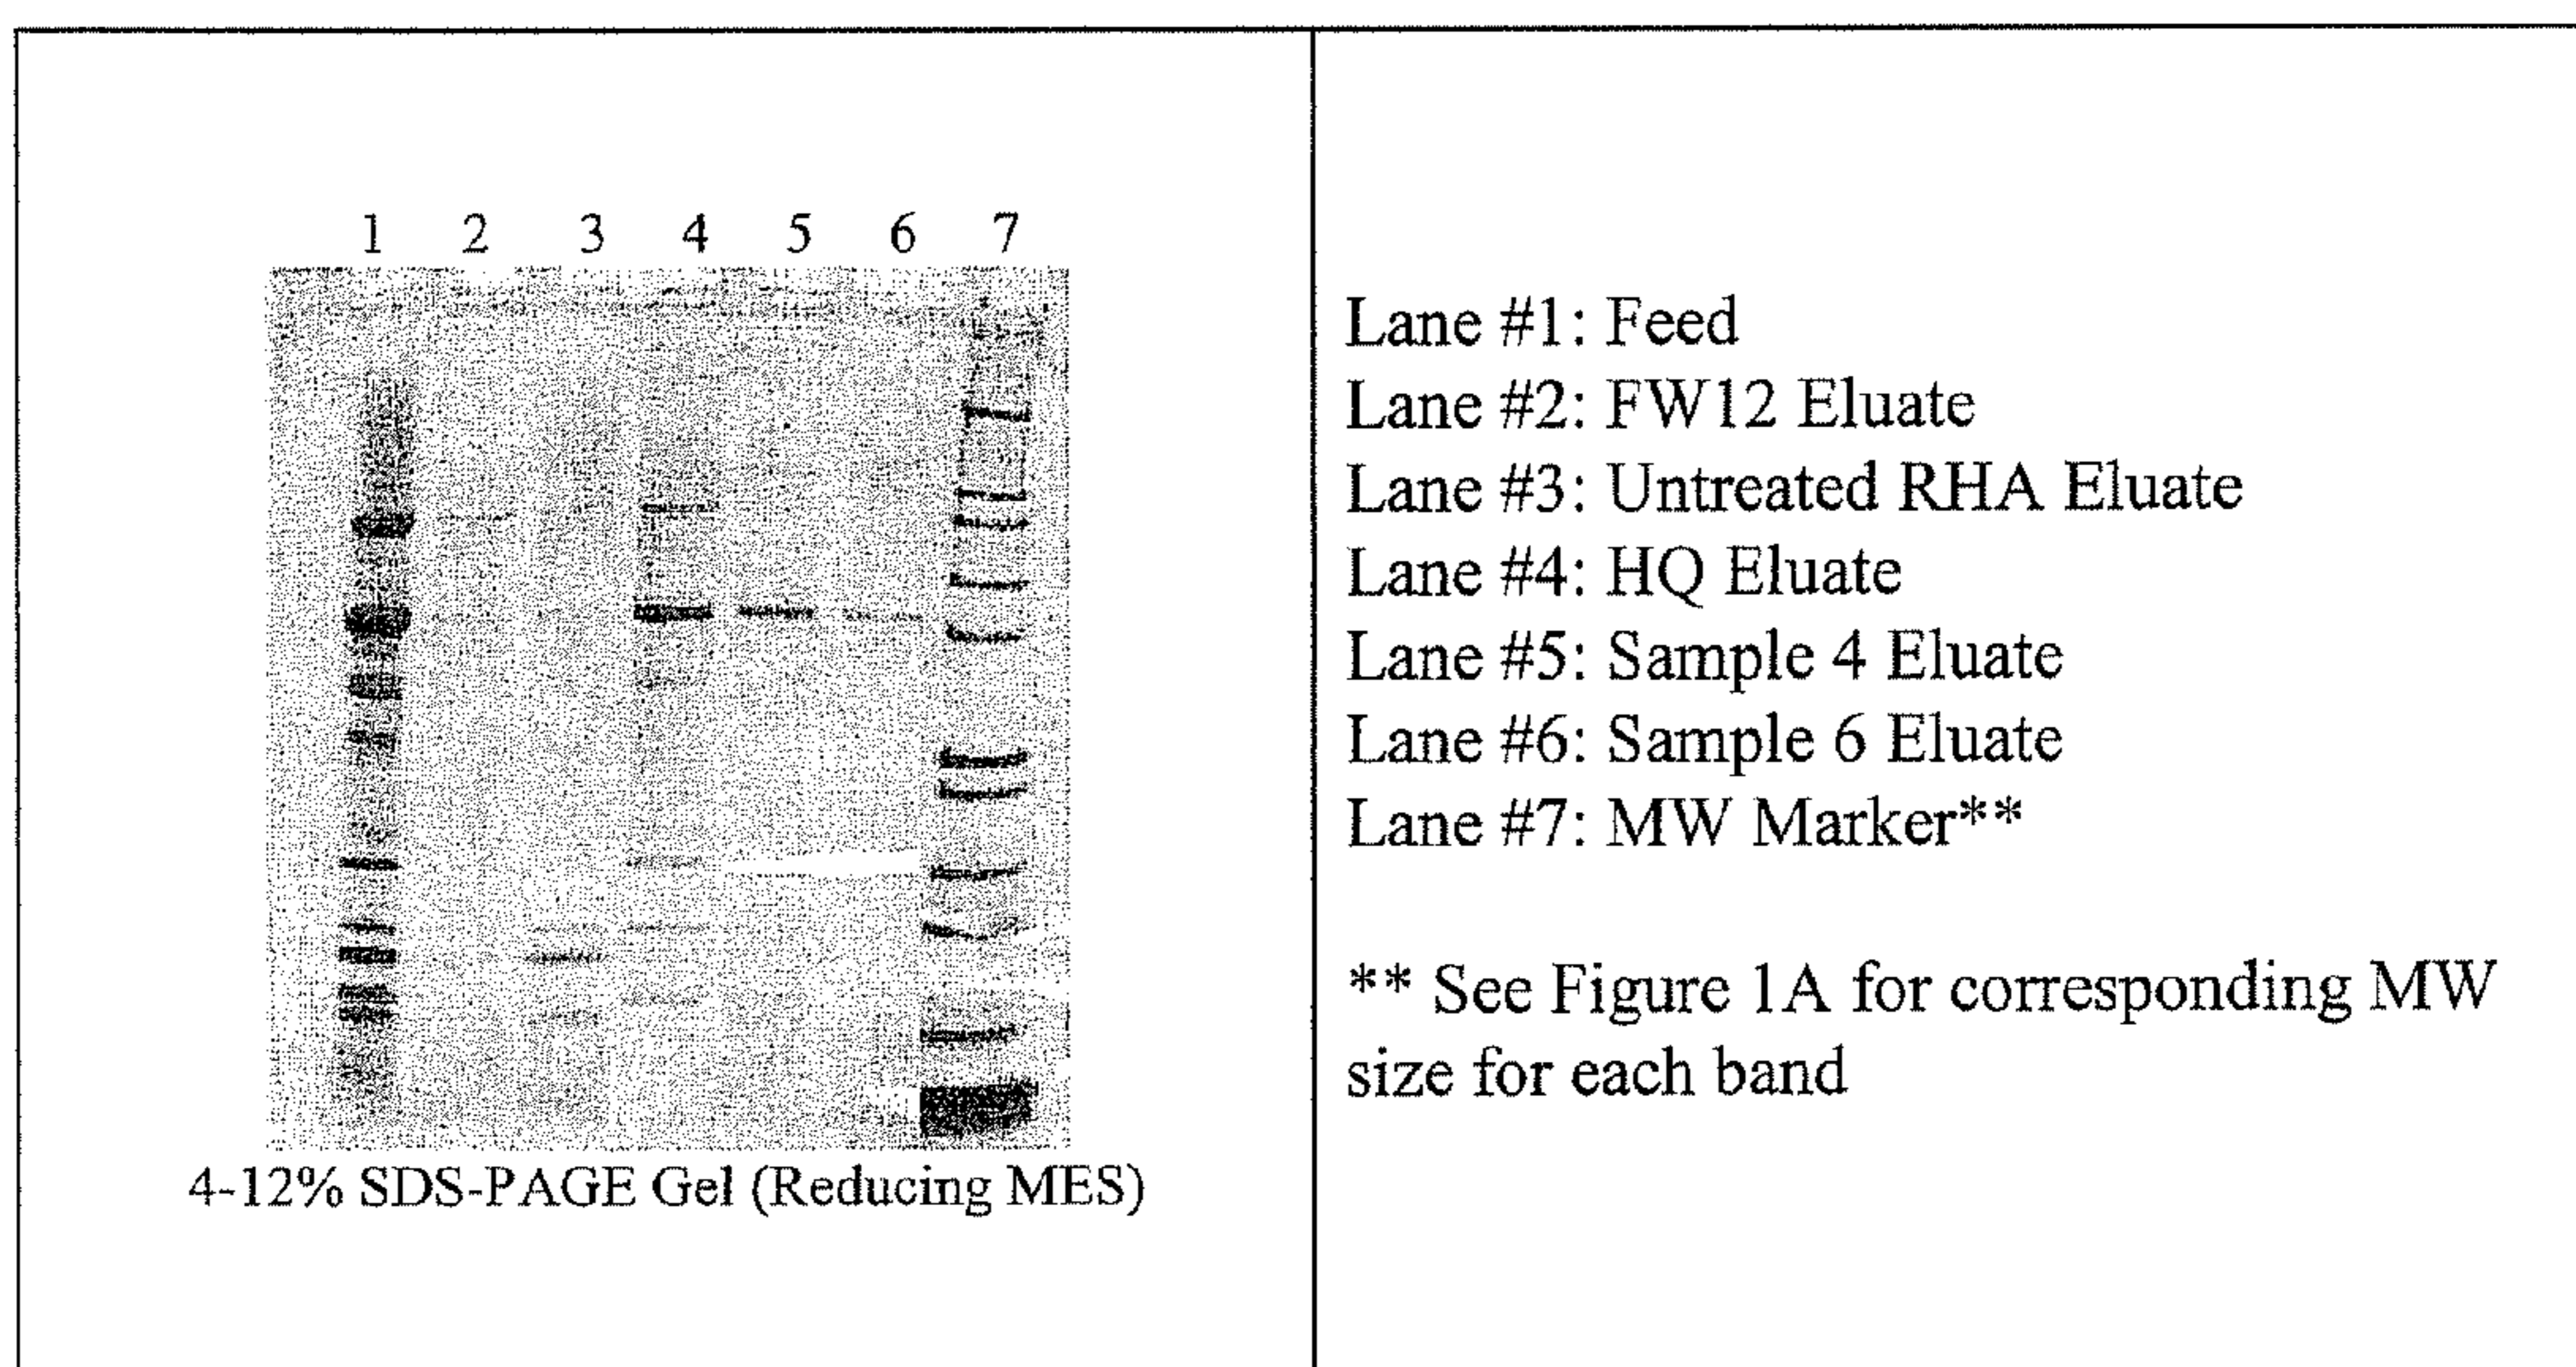 1 2 3 4 5 6 7
4-12% SDS-PAGE Gel (Reducing MES)
Lane #1: Feed
Lane #2: FW12 Eluate
Lane #3: Untreated RHA Eluate
Lane #4: HQ Eluate
Lane #5: Sample 4 Eluate
Lane #6: Sample 6 Eluate
Lane #7: MW Marker**
** See Figure 1A for corresponding MW
size for each band